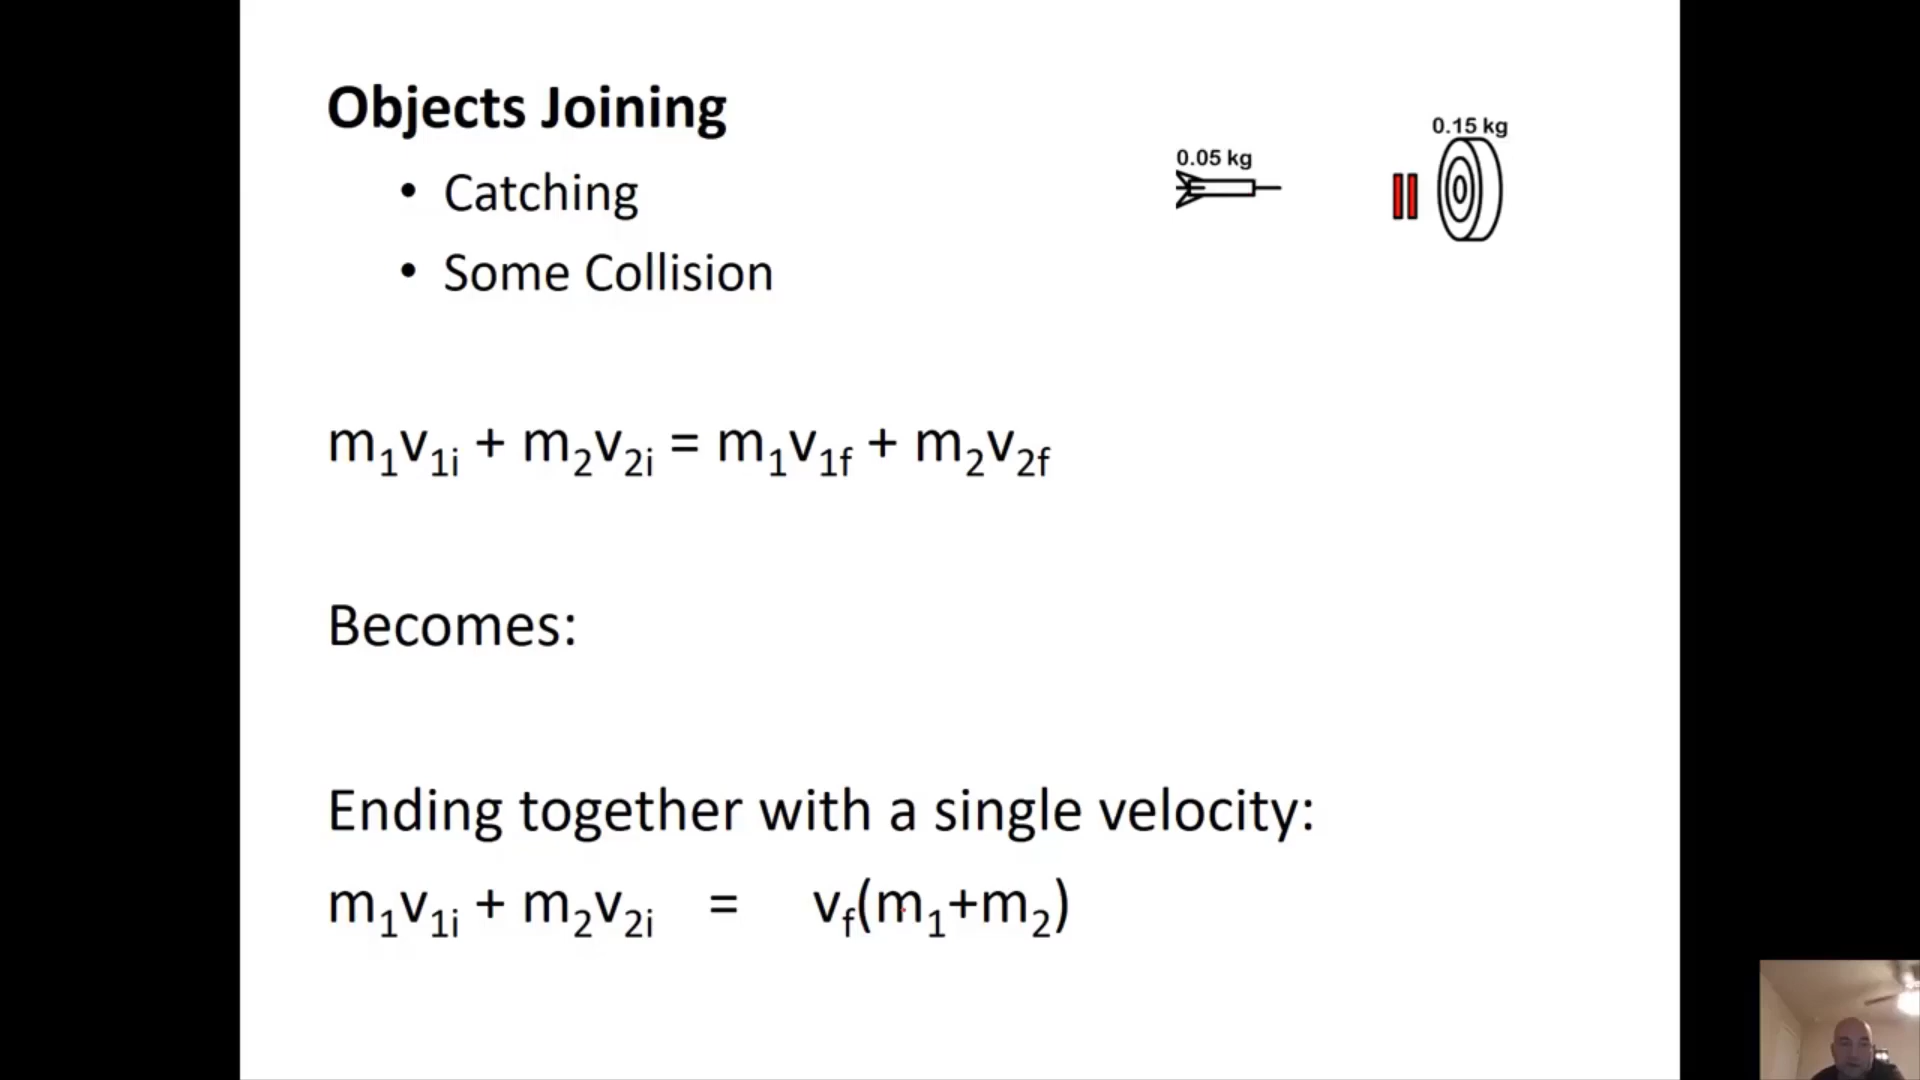 Objects Joining
• Catching
• Some Collision
0.05 kg
0.15 kg
m₁v₁ᵢ + m₂v₂ᵢ = m₁v₁f + m₂v₂f
Becomes:
Ending together with a single velocity:
m₁v₁ᵢ + m₂v₂ᵢ = vf(m₁+m₂)